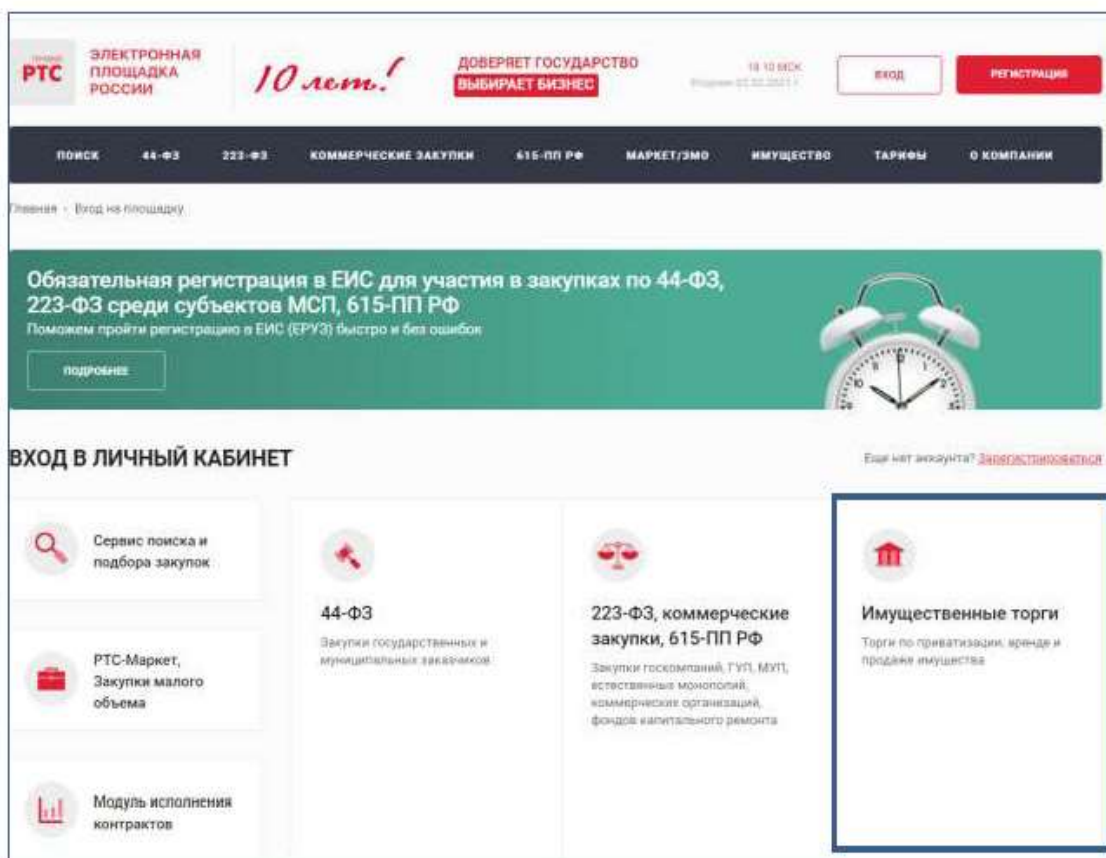 РТС
ЭЛЕКТРОННАЯ
ПЛОЩАДКА
РОССИИ
10 лет!
ДОВЕРЯЕТ ГОСУДАРСТВО
ВЫБИРАЕТ БИЗНЕС
18 10 МСК
ВХОД
РЕГИСТРАЦИЯ
ПОИСК 44-ФЗ 223-ФЗ КОММЕРЧЕСКИЕ ЗАКУПКИ 615-ПП РФ МАРКЕТ/ЗМО ИМУЩЕСТВО ТАРИФЫ О КОМПАНИИ
Главная - Вход на площадку
Обязательная регистрация в ЕИС для участия в закупках по 44-ФЗ,
223-ФЗ среди субъектов МСП, 615-ПП РФ
Поможем пройти регистрацию в ЕИС (ЕРУЗ) быстро и без ошибок
ПОДРОБНЕЕ
ВХОД В ЛИЧНЫЙ КАБИНЕТ
Еще нет аккаунта? Зарегистрироваться
Сервис поиска и
подбора закупок
РТС-Маркет,
Закупки малого
объема
Модуль исполнения
контрактов
44-ФЗ
Закупки государственных и
муниципальных заказчиков
223-ФЗ, коммерческие
закупки, 615-ПП РФ
Закупки госкомпаний, ГУП, МУП,
естественных монополий,
коммерческих организаций,
фондов капитального ремонта
Имущественные торги
Торги по приватизации, аренде и
продаже имущества